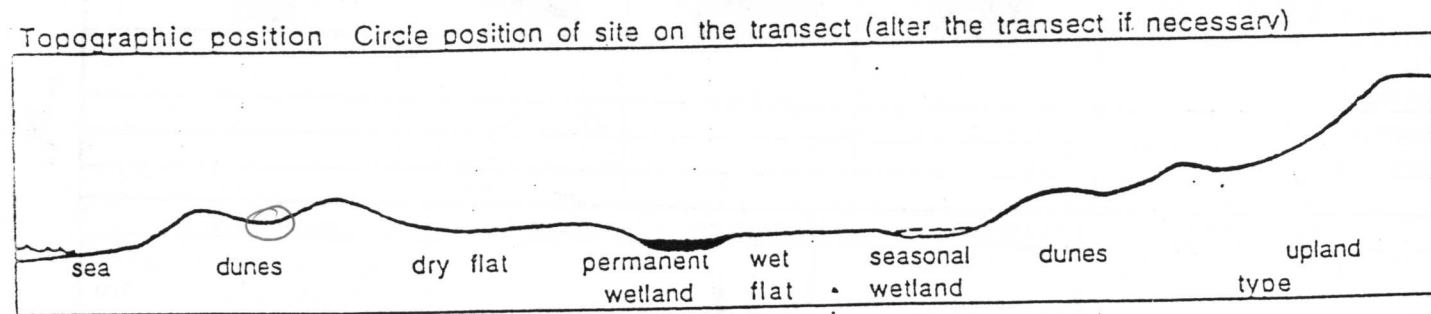 Topographic position Circle position of site on the transect (alter the transect if necessary)
sea dunes dry flat permanent wet seasonal dunes upland
wetland flat wetland type